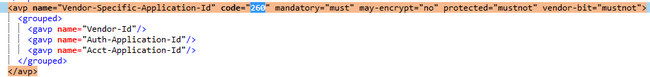 <avp name="Vendor-Specific-Application-Id" code="260" mandatory="must" may-encrypt="no" protected="mustnot" vendor-bit="mustnot">
<grouped>
<gavp name="Vendor-Id"/>
<gavp name="Auth-Application-Id"/>
<gavp name="Acct-Application-Id"/>
</grouped>
</avp>